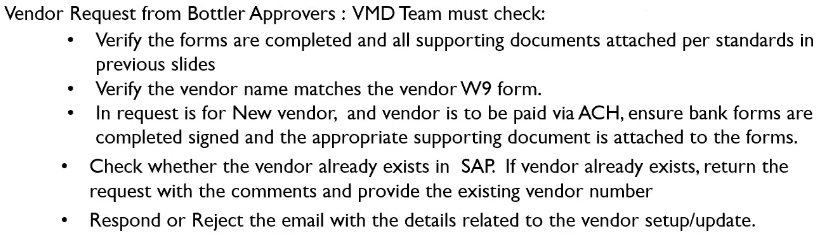 Vendor Request from Bottler Approvers : VMD Team must check:
• Verify the forms are completed and all supporting documents attached per standards in
previous slides
• Verify the vendor name matches the vendor W9 form.
• In request is for New vendor,  and vendor is to be paid via ACH, ensure bank forms are
completed signed and the appropriate supporting document is attached to the forms.
• Check whether the vendor already exists in  SAP.  If vendor already exists, return the
request with the comments and provide the existing vendor number
• Respond or Reject the email with the details related to the vendor setup/update.